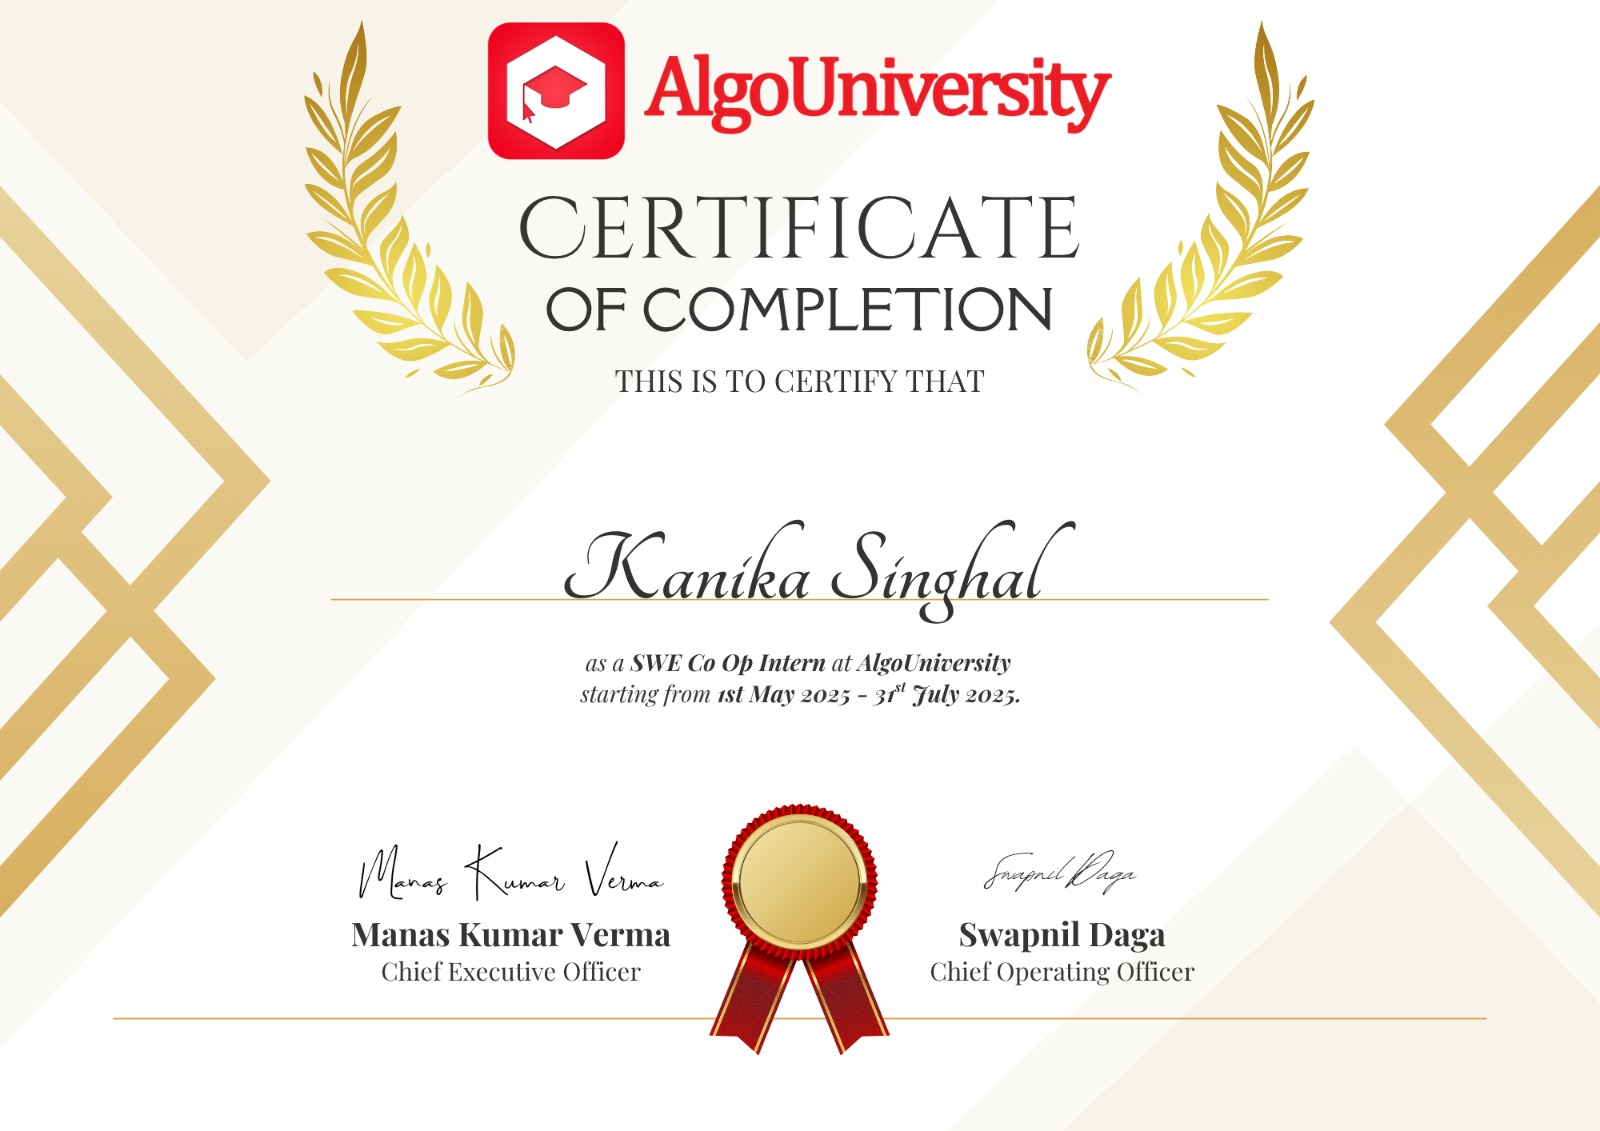 AlgoUniversity
CERTIFICATE
OF COMPLETION
THIS IS TO CERTIFY THAT
Kanika Singhal
as a SWE Co Op Intern at AlgoUniversity
starting from 1st May 2025 - 31st July 2025.
Manas Kumar Verma
Manas Kumar Verma
Chief Executive Officer
Swapnil Daga
Swapnil Daga
Chief Operating Officer